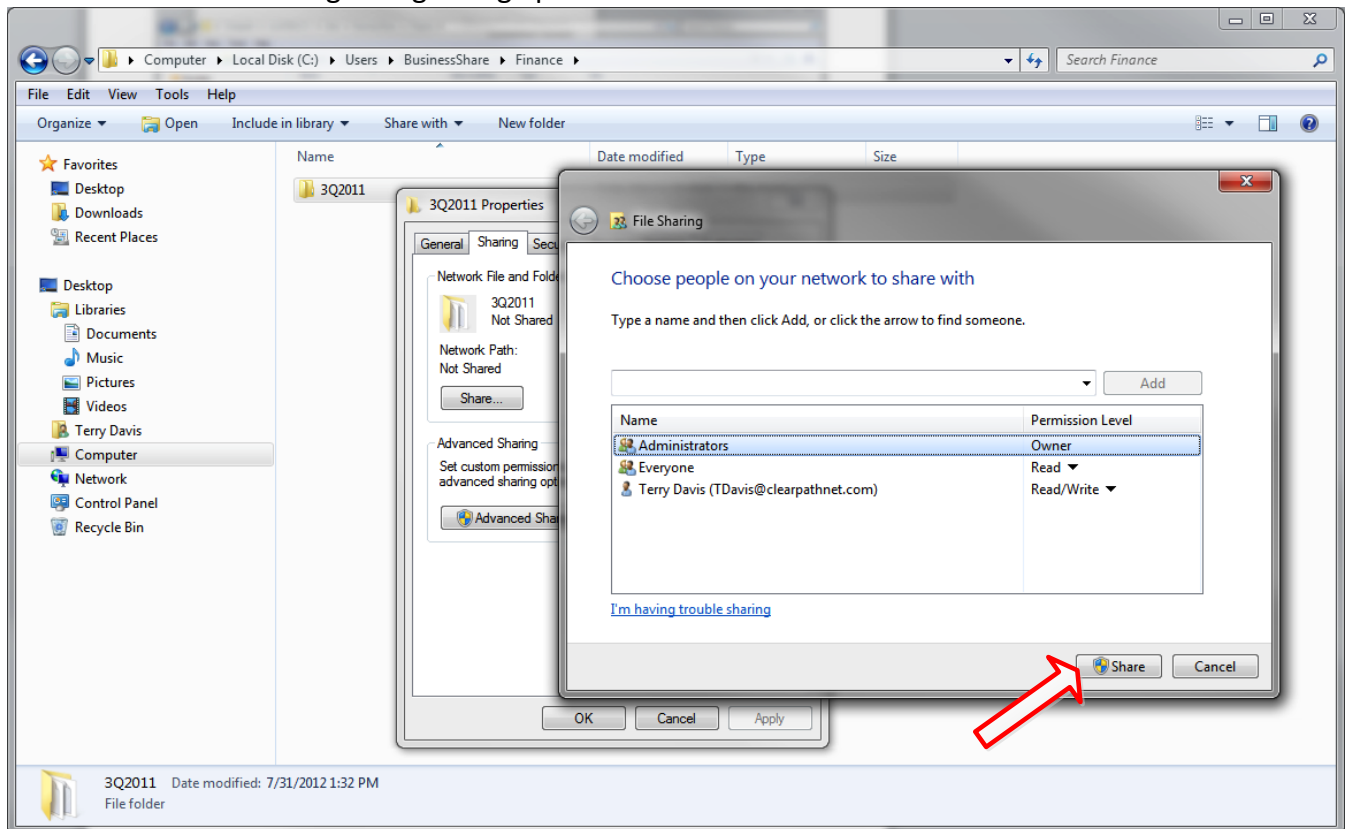 Computer ▸ Local Disk (C:) ▸ Users ▸ BusinessShare ▸ Finance ▸
Search Finance
File Edit View Tools Help
Organize Open Include in library Share with New folder
Favorites
Desktop
Downloads
Recent Places
Desktop
Libraries
Documents
Music
Pictures
Videos
Terry Davis
Computer
Network
Control Panel
Recycle Bin
Name Date modified Type Size
3Q2011
3Q2011 Properties
General Sharing
Network File and
3Q2011
Not Shared
Network Path:
Not Shared
Share...
Advanced Sharing
Set custom
advanced sharing
Advanced
OK Cancel Apply
File Sharing
Choose people on your network to share with
Type a name and then click Add, or click the arrow to find someone.
Add
Name Permission Level
Administrators Owner
Everyone Read
Terry Davis (TDavis@clearpathnet.com) Read/Write
I'm having trouble sharing
Share Cancel
3Q2011 Date modified: 7/31/2012 1:32 PM
File folder